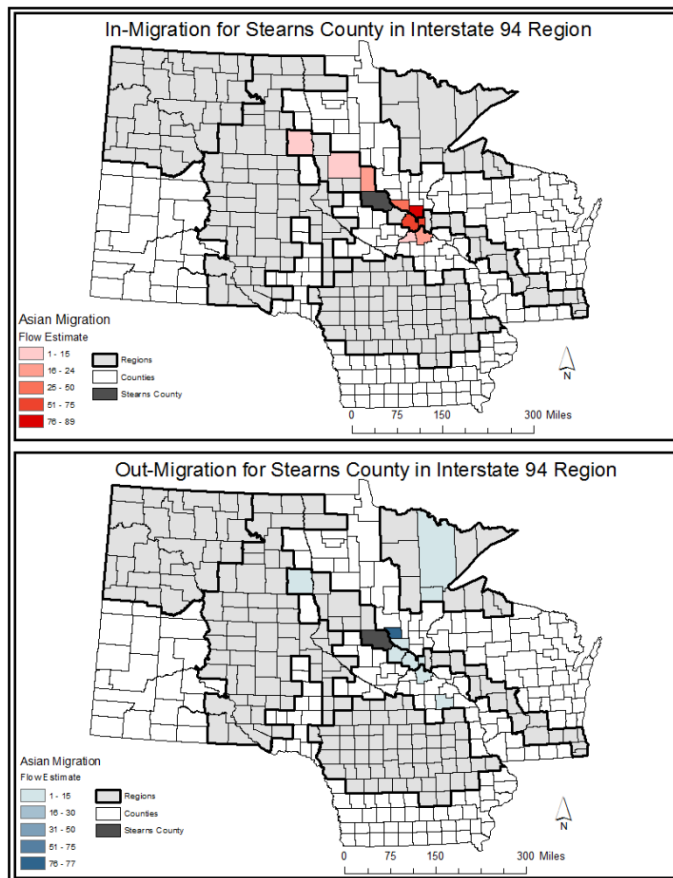 In-Migration for Stearns County in Interstate 94 Region
Asian Migration
Flow Estimate
1 - 15
16 - 24
25 - 50
51 - 75
76 - 89
Regions
Counties
Stearns County
N
0 75 150 300 Miles
Out-Migration for Stearns County in Interstate 94 Region
Asian Migration
Flow Estimate
1 - 15
16 - 30
31 - 50
51 - 75
76 - 77
Regions
Counties
Stearns County
N
0 75 150 300 Miles